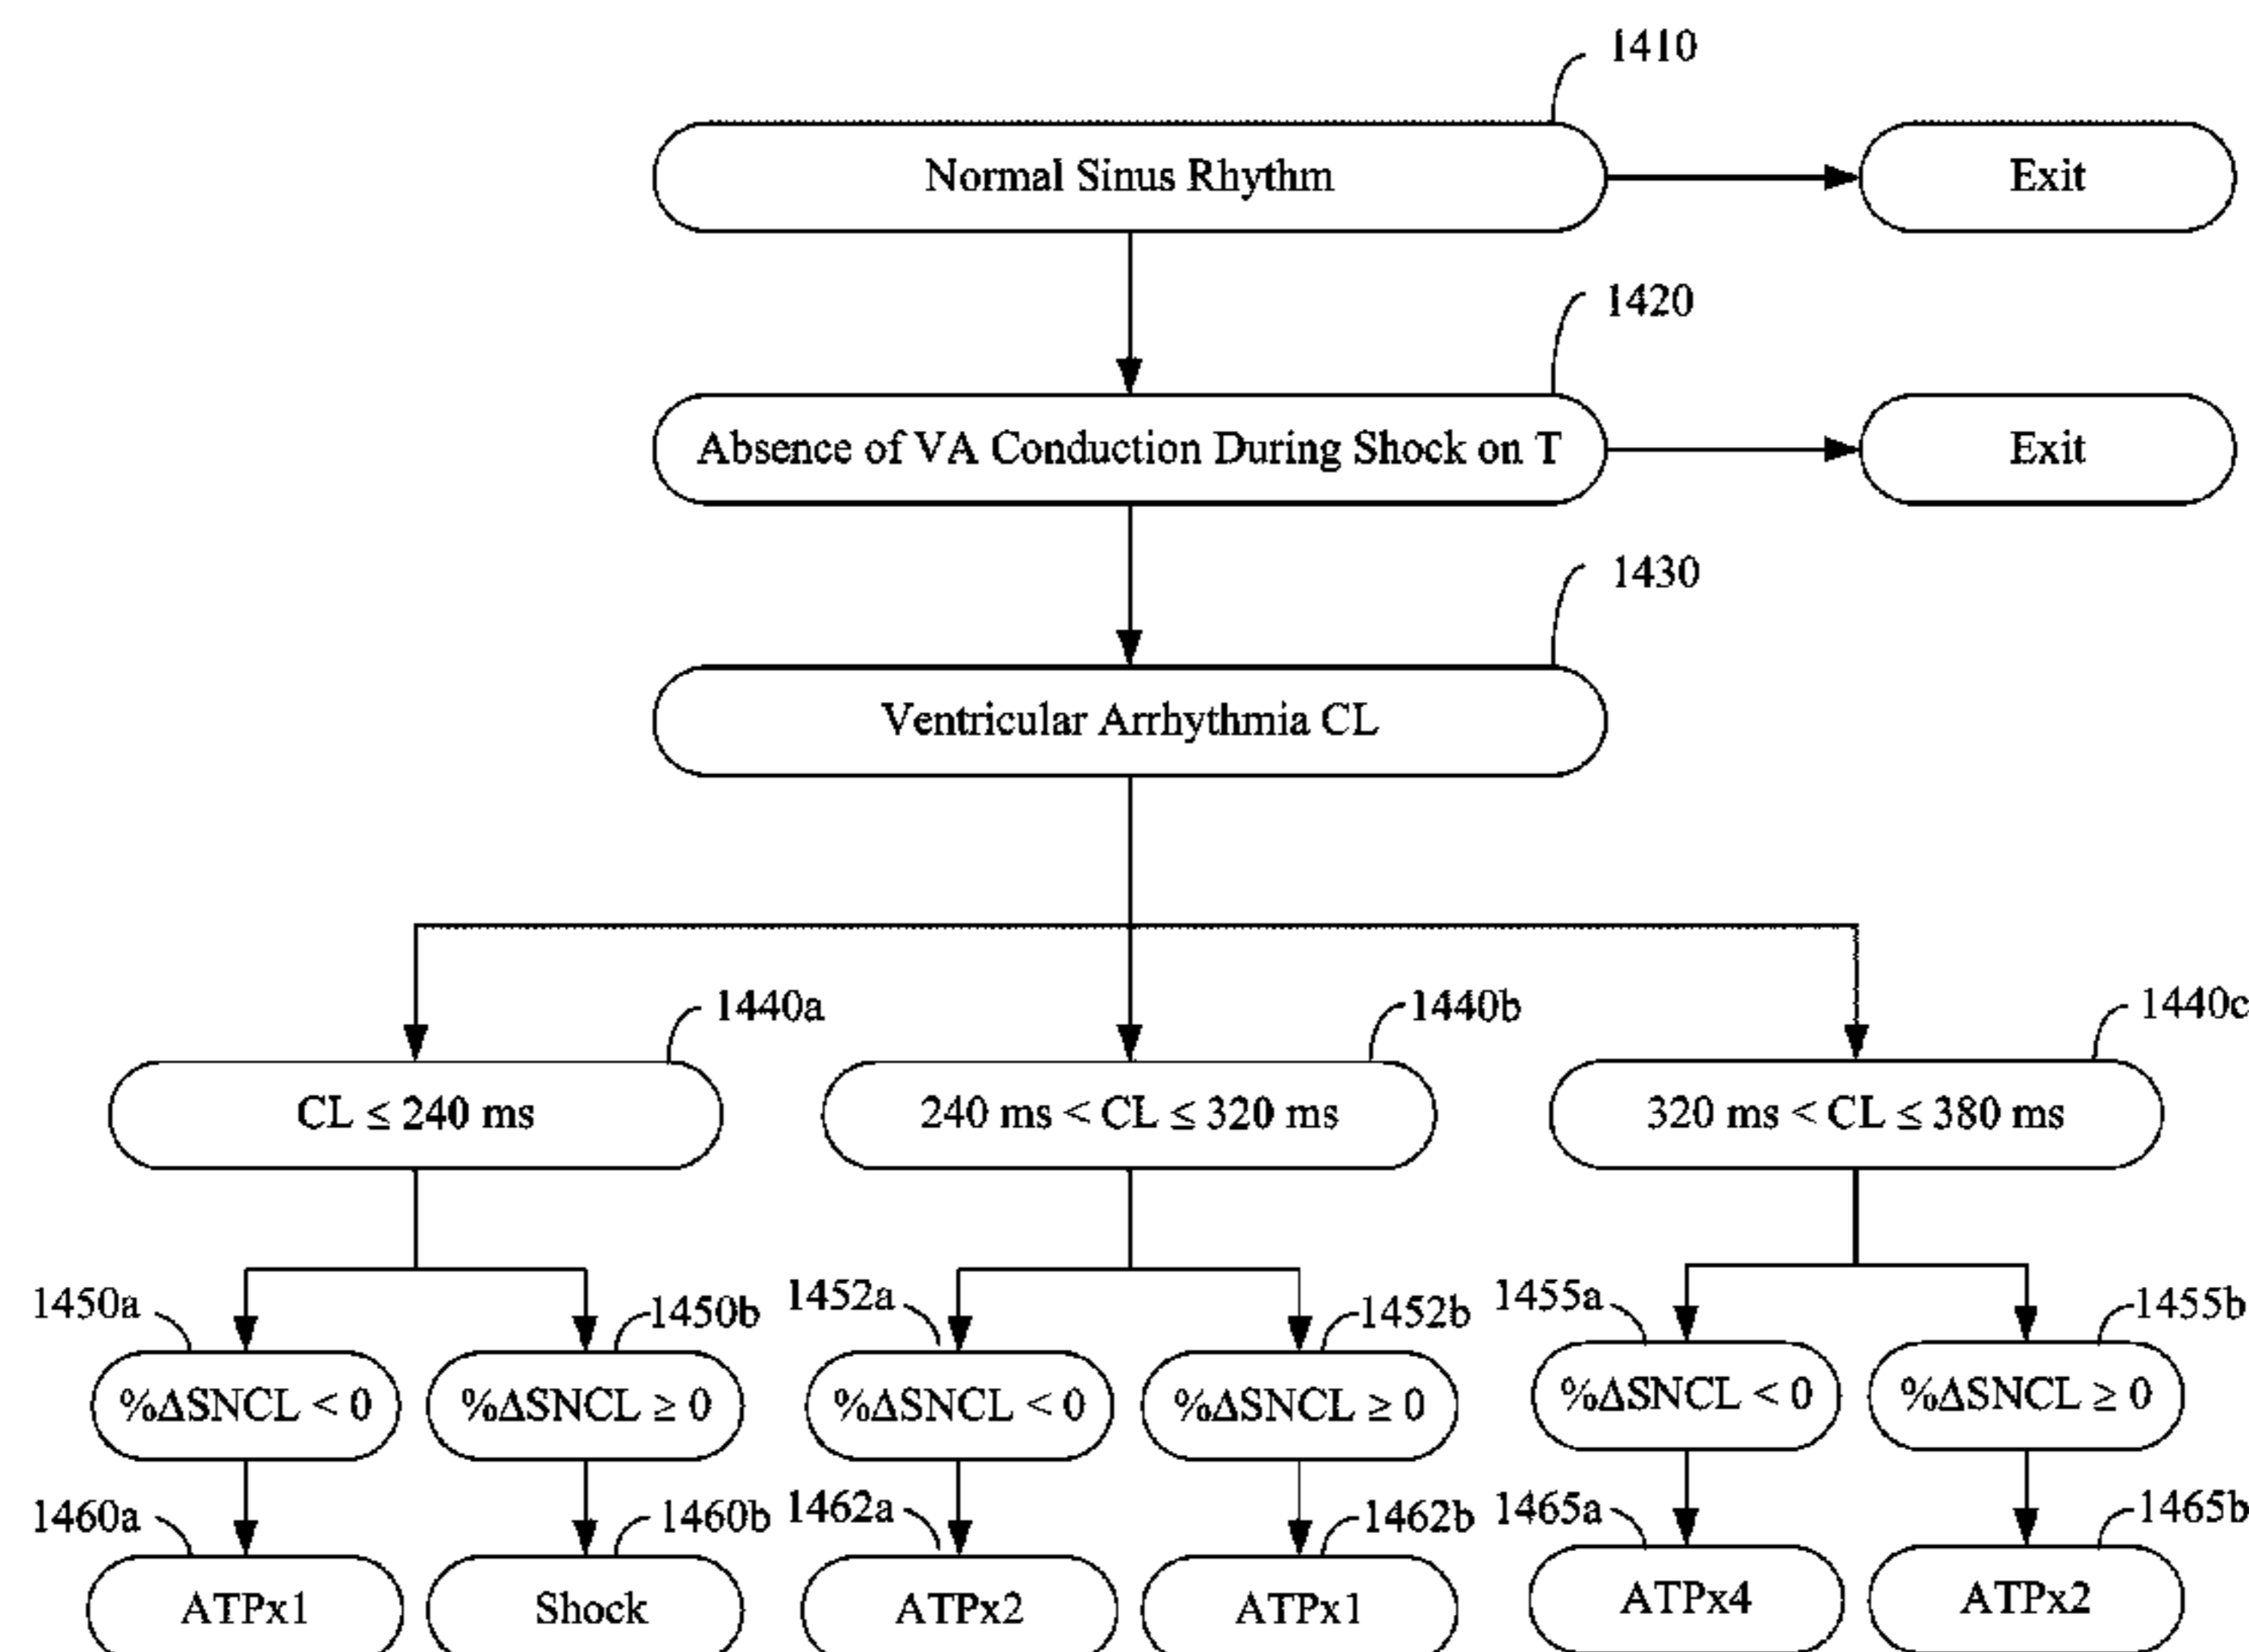 1410
Normal Sinus Rhythm
Exit
1420
Absence of VA Conduction During Shock on T
Exit
1430
Ventricular Arrhythmia CL
1440a
1440b
1440c
CL ≤ 240 ms
240 ms < CL ≤ 320 ms
320 ms < CL ≤ 380 ms
1450a
1450b
1452a
1452b
1455a
1455b
%ΔSNCL < 0
%ΔSNCL ≥ 0
%ΔSNCL < 0
%ΔSNCL ≥ 0
%ΔSNCL < 0
%ΔSNCL ≥ 0
1460a
1460b
1462a
1462b
1465a
1465b
ATPx1
Shock
ATPx2
ATPx1
ATPx4
ATPx2